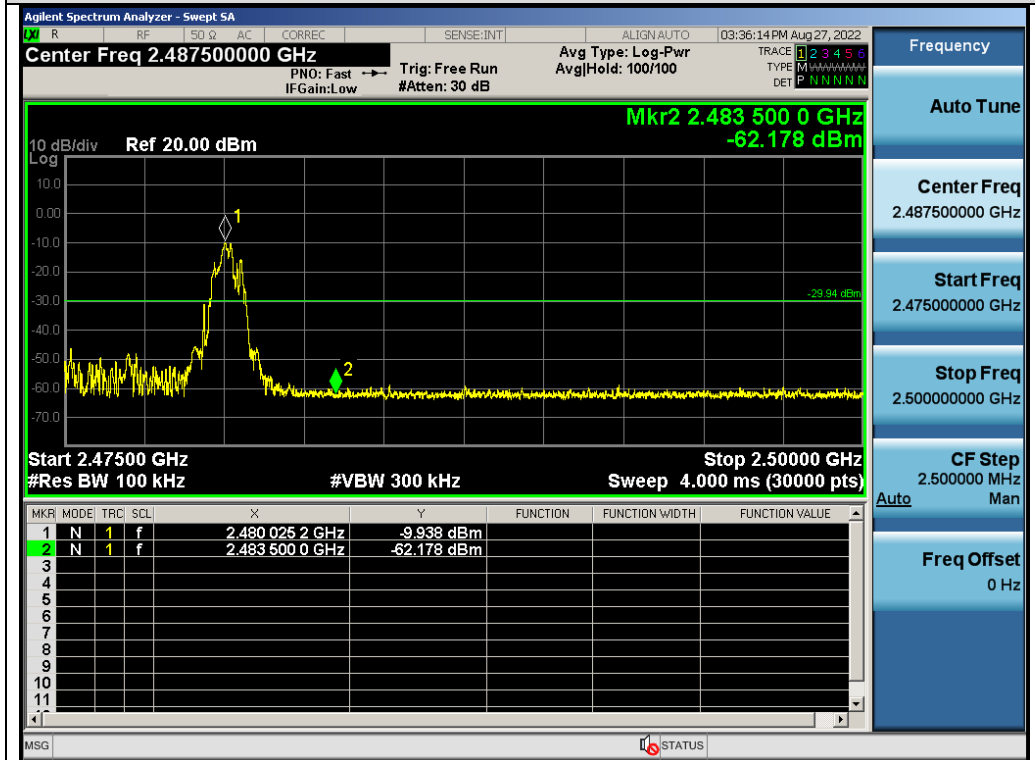 Agilent Spectrum Analyzer - Swept SA
LXI R RF 50 Ω AC CORREC SENSE:INT ALIGN AUTO 03:36:14 PM Aug 27, 2022
Center Freq 2.487500000 GHz
PNO: Fast
IFGain:Low
Trig: Free Run
#Atten: 30 dB
Avg Type: Log-Pwr
Avg|Hold: 100/100
TRACE 1 2 3 4 5 6
TYPE M WWWWW
DET P N N N N N
Mkr2 2.483 500 0 GHz
-62.178 dBm
10 dB/div Ref 20.00 dBm
Log
10.0
0.00
-10.0
-20.0
-30.0
-40.0
-50.0
-60.0
-70.0
1
2
-29.94 dBm
Start 2.47500 GHz Stop 2.50000 GHz
#Res BW 100 kHz #VBW 300 kHz Sweep 4.000 ms (30000 pts)
MKR MODE TRC SCL X Y FUNCTION FUNCTION WIDTH FUNCTION VALUE
1 N 1 f 2.480 025 2 GHz -9.938 dBm
2 N 1 f 2.483 500 0 GHz -62.178 dBm
3
4
5
6
7
8
9
10
11
MSG STATUS
Frequency
Auto Tune
Center Freq
2.487500000 GHz
Start Freq
2.475000000 GHz
Stop Freq
2.500000000 GHz
CF Step
2.500000 MHz
Auto Man
Freq Offset
0 Hz